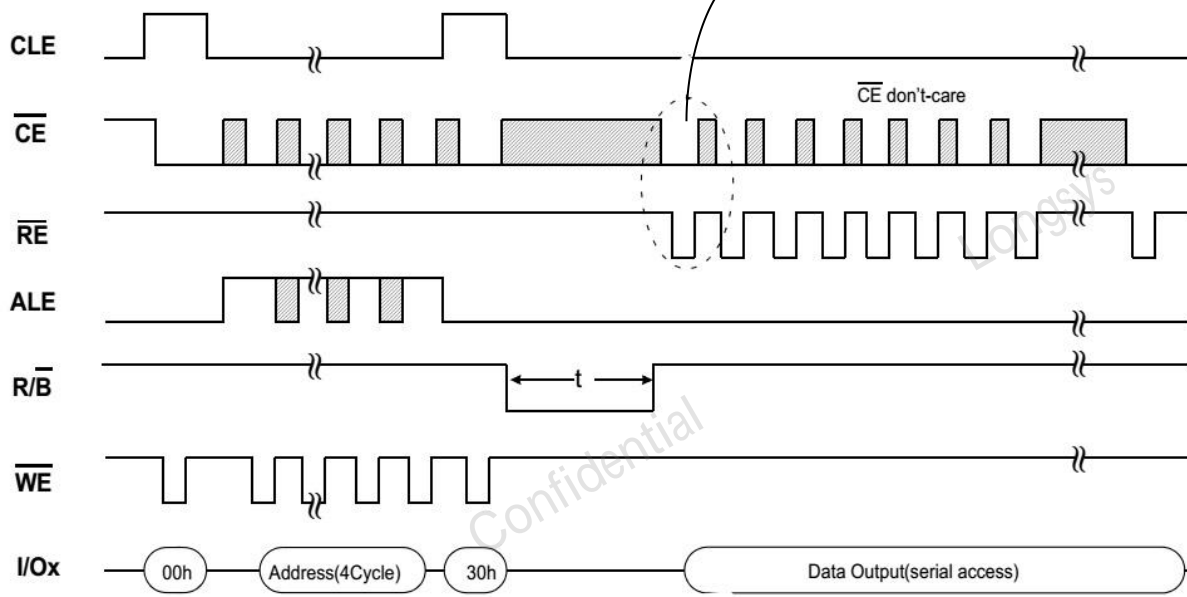 CLE
CE
CE don't-care
RE
ALE
R/B
t
WE
I/Ox
00h
Address(4Cycle)
30h
Data Output(serial access)
Longsys
Confidential